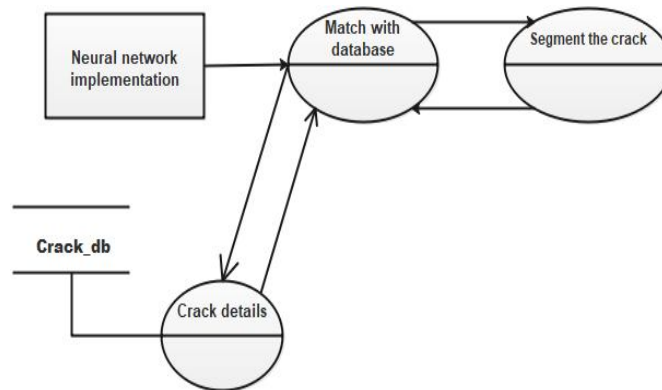 Neural network
implementation
Match with
database
Segment the crack
Crack_db
Crack details